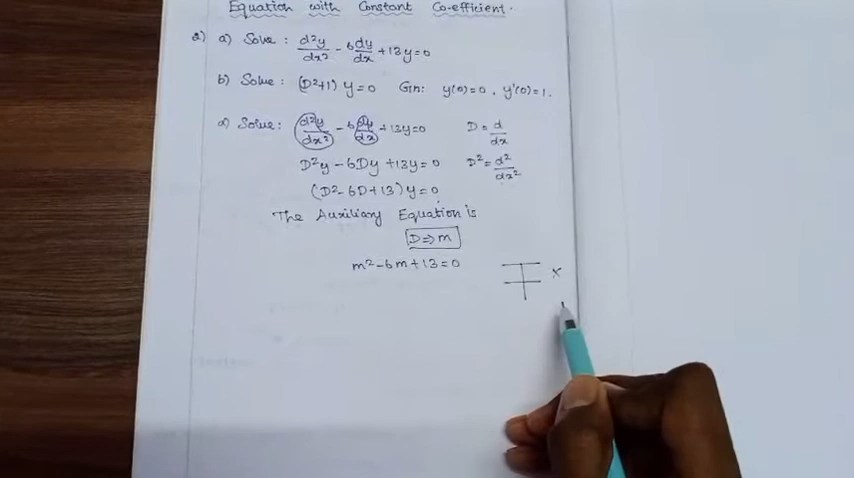 Equation with Constant Co-efficient.
2) a) Solve : d²y/dx² - 6dy/dx + 13y = 0
b) Solve : (D²+1) y = 0 Gn: y(0)=0, y'(0)=1.
a) Solve : d²y/dx² - 6dy/dx + 13y = 0 D = d/dx
D²y - 6Dy + 13y = 0 D² = d²/dx²
(D² - 6D + 13) y = 0
The Auxiliary Equation is
D ⇒ m
m² - 6m + 13 = 0 x